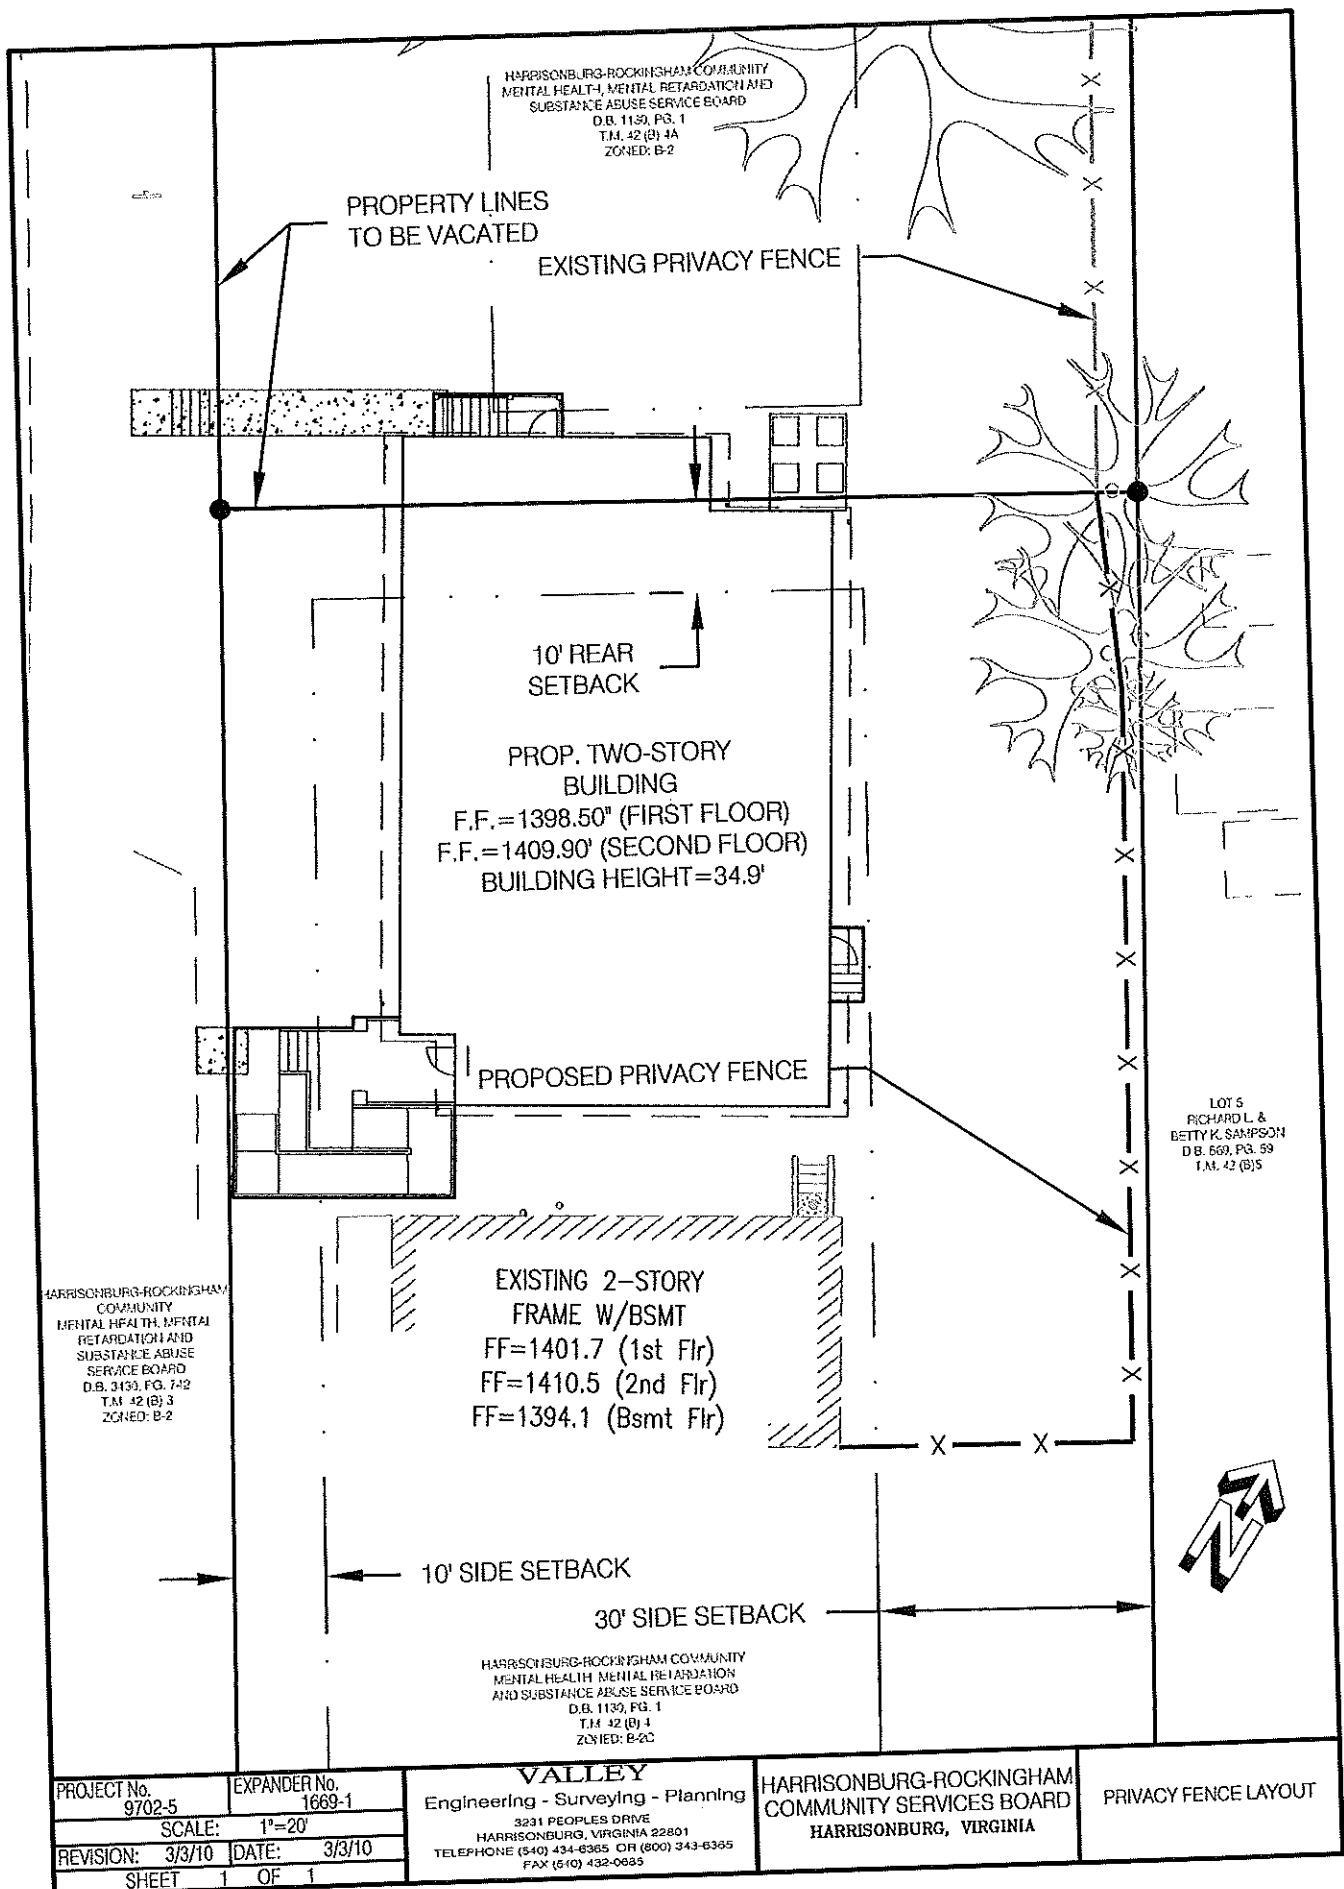 HARRISONBURG-ROCKINGHAM COMMUNITY
MENTAL HEALTH, MENTAL RETARDATION AND
SUBSTANCE ABUSE SERVICE BOARD
D.B. 1130, PG. 1
T.M. 42 (B) 4A
ZONED: B-2
PROPERTY LINES
TO BE VACATED
EXISTING PRIVACY FENCE
10' REAR
SETBACK
PROP. TWO-STORY
BUILDING
F.F.=1398.50" (FIRST FLOOR)
F.F.=1409.90' (SECOND FLOOR)
BUILDING HEIGHT=34.9'
PROPOSED PRIVACY FENCE
LOT 5
RICHARD L. &
BETTY K. SAMPSON
D.B. 669, PG. 59
T.M. 42 (B) 5
EXISTING 2-STORY
FRAME W/BSMT
FF=1401.7 (1st Flr)
FF=1410.5 (2nd Flr)
FF=1394.1 (Bsmt Flr)
HARRISONBURG-ROCKINGHAM
COMMUNITY
MENTAL HEALTH, MENTAL
RETARDATION AND
SUBSTANCE ABUSE
SERVICE BOARD
D.B. 3430, PG. 742
T.M. 42 (B) 3
ZONED: B-2
N
10' SIDE SETBACK
30' SIDE SETBACK
HARRISONBURG-ROCKINGHAM COMMUNITY
MENTAL HEALTH MENTAL RETARDATION
AND SUBSTANCE ABUSE SERVICE BOARD
D.B. 1130, PG. 1
T.M. 42 (B) 4
ZONED: B-2C
PROJECT No.
9702-5
EXPANDER No.
1669-1
SCALE: 1"=20'
REVISION: 3/3/10 DATE: 3/3/10
SHEET 1 OF 1
VALLEY
Engineering - Surveying - Planning
3231 PEOPLES DRIVE
HARRISONBURG, VIRGINIA 22801
TELEPHONE (540) 434-6365 OR (800) 343-6365
FAX (540) 432-0685
HARRISONBURG-ROCKINGHAM
COMMUNITY SERVICES BOARD
HARRISONBURG, VIRGINIA
PRIVACY FENCE LAYOUT